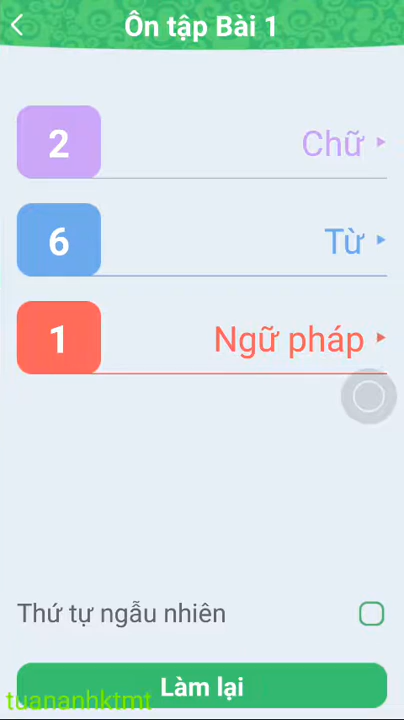 Ôn tập Bài 1
2 Chữ
6 Từ
1 Ngữ pháp
Thứ tự ngẫu nhiên
Làm lại
tuananhktmt